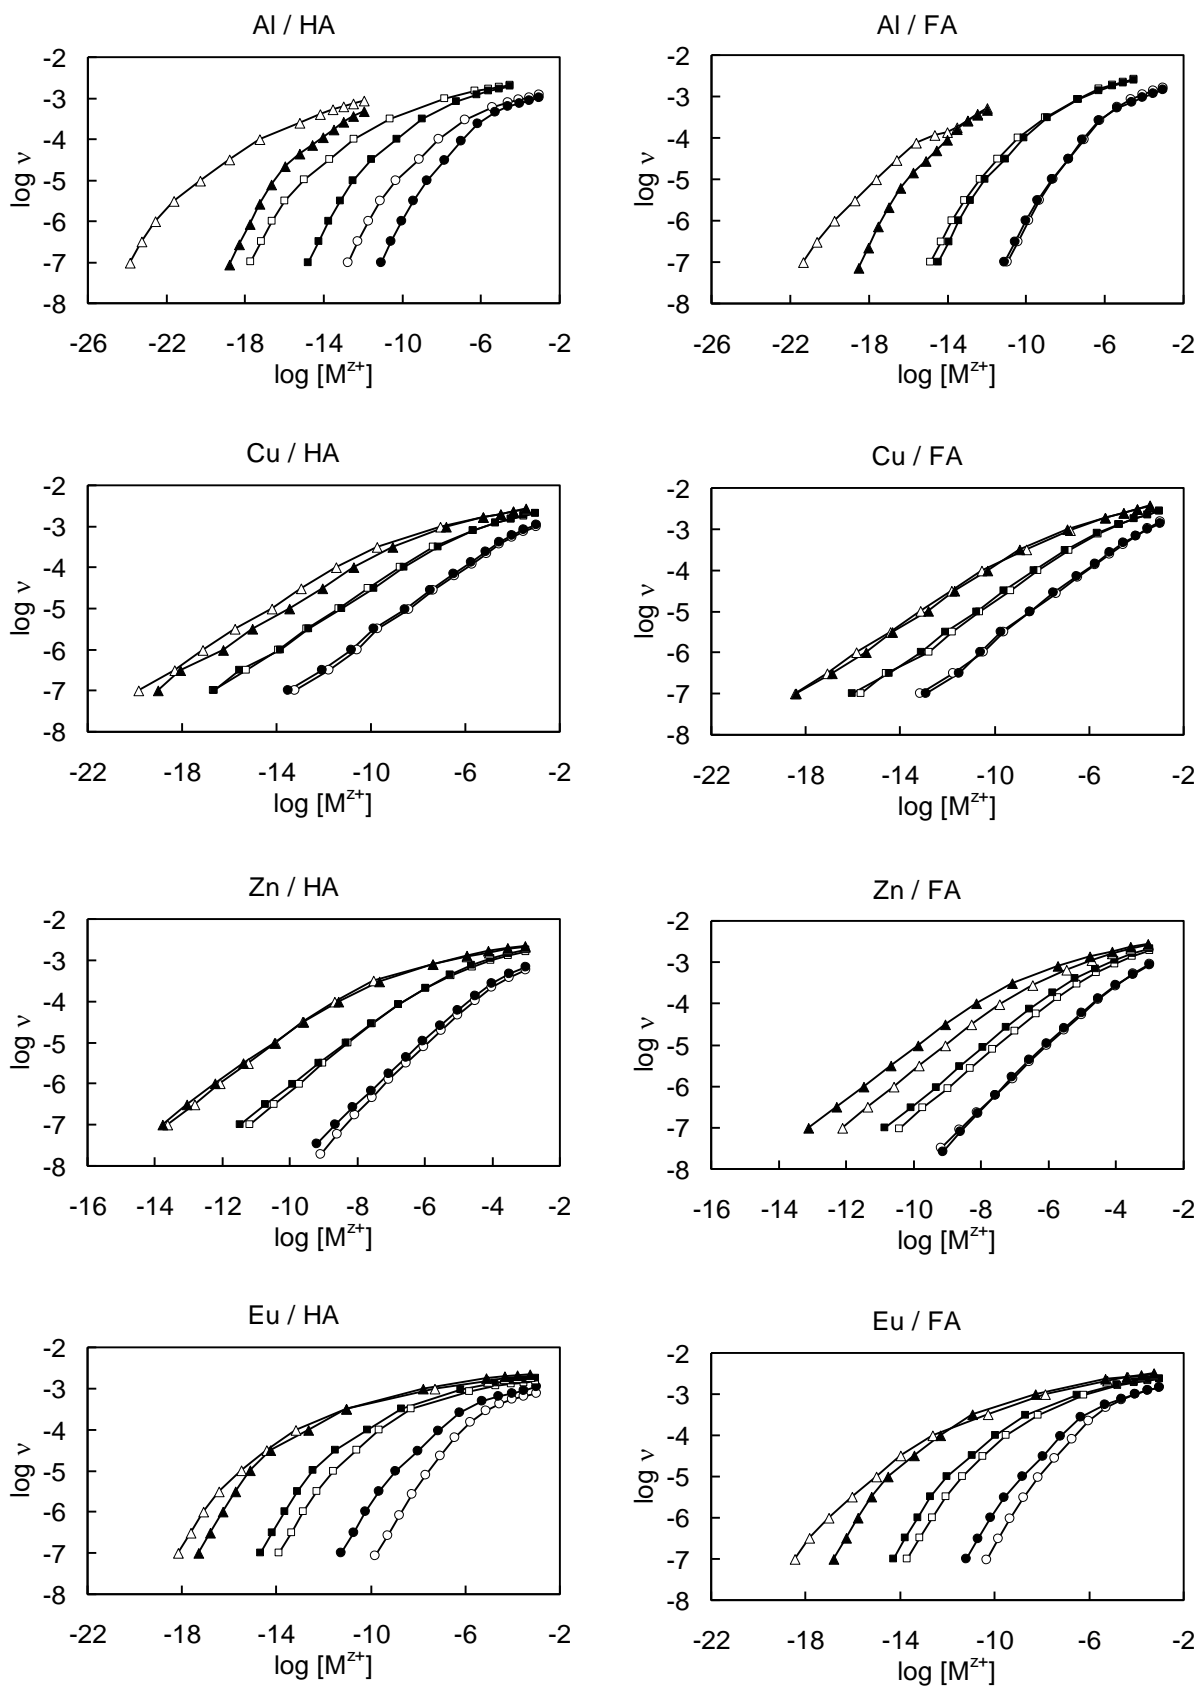 Al / HA
-2
-3
-4
-5
-6
-7
-8
log ν
-26 -22 -18 -14 -10 -6 -2
log [M^z+]
Al / FA
-2
-3
-4
-5
-6
-7
-8
log ν
-26 -22 -18 -14 -10 -6 -2
log [M^z+]
Cu / HA
-2
-3
-4
-5
-6
-7
-8
log ν
-22 -18 -14 -10 -6 -2
log [M^z+]
Cu / FA
-2
-3
-4
-5
-6
-7
-8
log ν
-22 -18 -14 -10 -6 -2
log [M^z+]
Zn / HA
-2
-3
-4
-5
-6
-7
-8
log ν
-16 -14 -12 -10 -8 -6 -4 -2
log [M^z+]
Zn / FA
-2
-3
-4
-5
-6
-7
-8
log ν
-16 -14 -12 -10 -8 -6 -4 -2
log [M^z+]
Eu / HA
-2
-3
-4
-5
-6
-7
-8
log ν
-22 -18 -14 -10 -6 -2
log [M^z+]
Eu / FA
-2
-3
-4
-5
-6
-7
-8
log ν
-22 -18 -14 -10 -6 -2
log [M^z+]